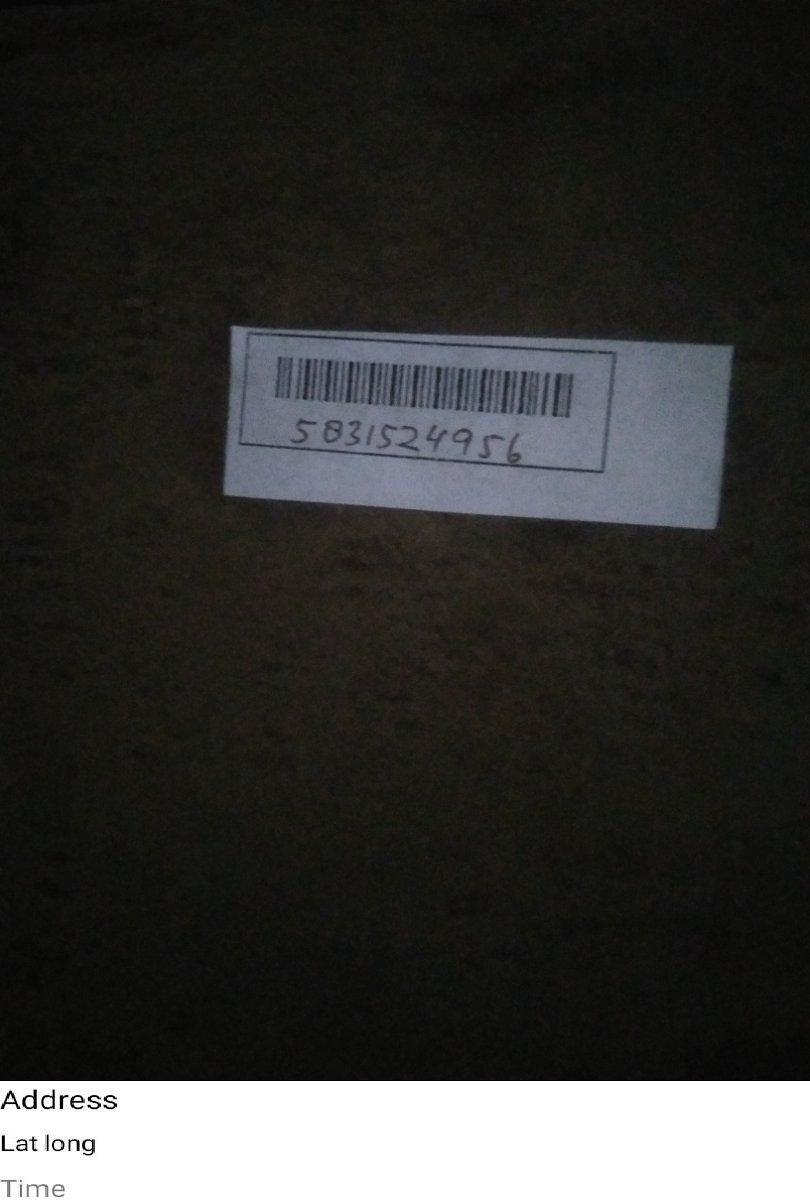 5831524956
Address
Lat long
Time